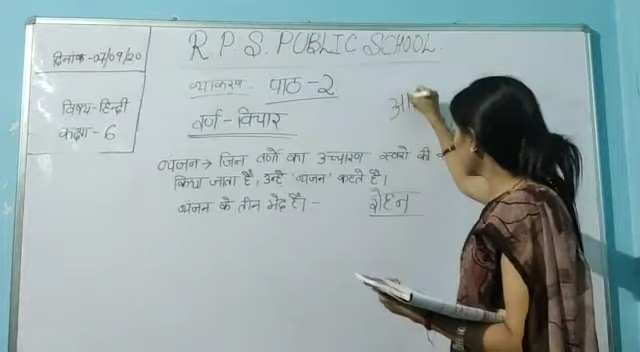 R.P.S. PUBLIC SCHOOL.
दिनांक-07/09/20
व्याकरण पाठ-2
विषय-हिन्दी
कक्षा-6
वर्ण-विचार
व्यंजन → जिन वर्णों का उच्चारण स्वरो की
किया जाता है, उन्हें 'व्यंजन' कहते है।
व्यंजन के तीन भेद है। -